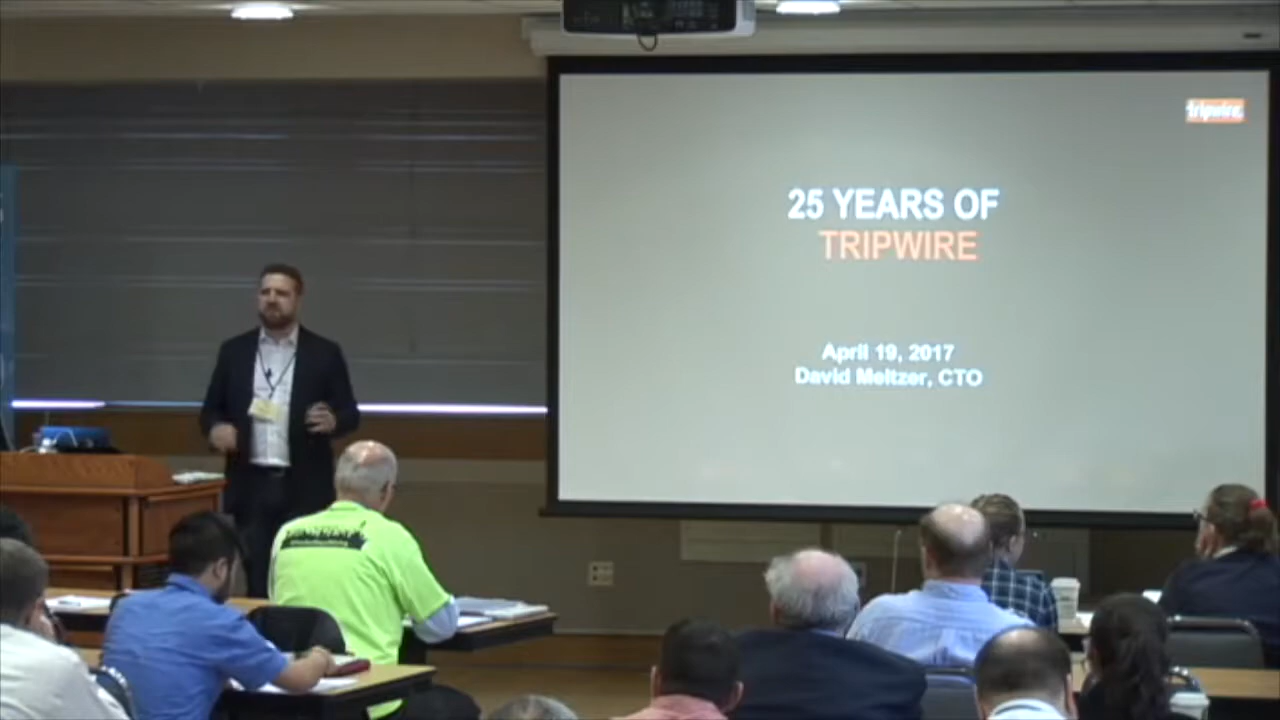 tripwire
25 YEARS OF
TRIPWIRE
April 19, 2017
David Meltzer, CTO